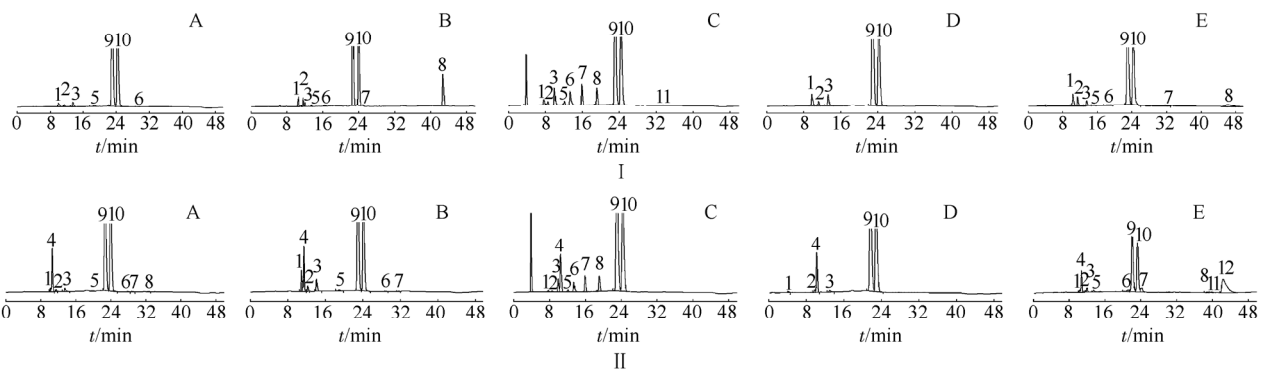 A
1 2 3 5 9 10 6
0 8 16 24 32 40 48
t/min
B
1 2 3 5 6 9 10 7 8
0 8 16 24 32 40 48
t/min
C
1 2 3 5 6 7 8 9 10 11
0 8 16 24 32 40 48
t/min
D
1 2 3 9 10
0 8 16 24 32 40 48
t/min
E
1 2 3 5 6 9 10 7 8
0 8 16 24 32 40 48
t/min
I
A
1 4 2 3 5 9 10 6 7 8
0 8 16 24 32 40 48
t/min
B
1 4 2 3 5 9 10 6 7
0 8 16 24 32 40 48
t/min
C
1 2 3 4 5 6 7 8 9 10
0 8 16 24 32 40 48
t/min
D
1 2 4 3 9 10
0 8 16 24 32 40 48
t/min
E
1 4 2 3 5 6 9 10 7 8 11 12
0 8 16 24 32 40 48
t/min
II